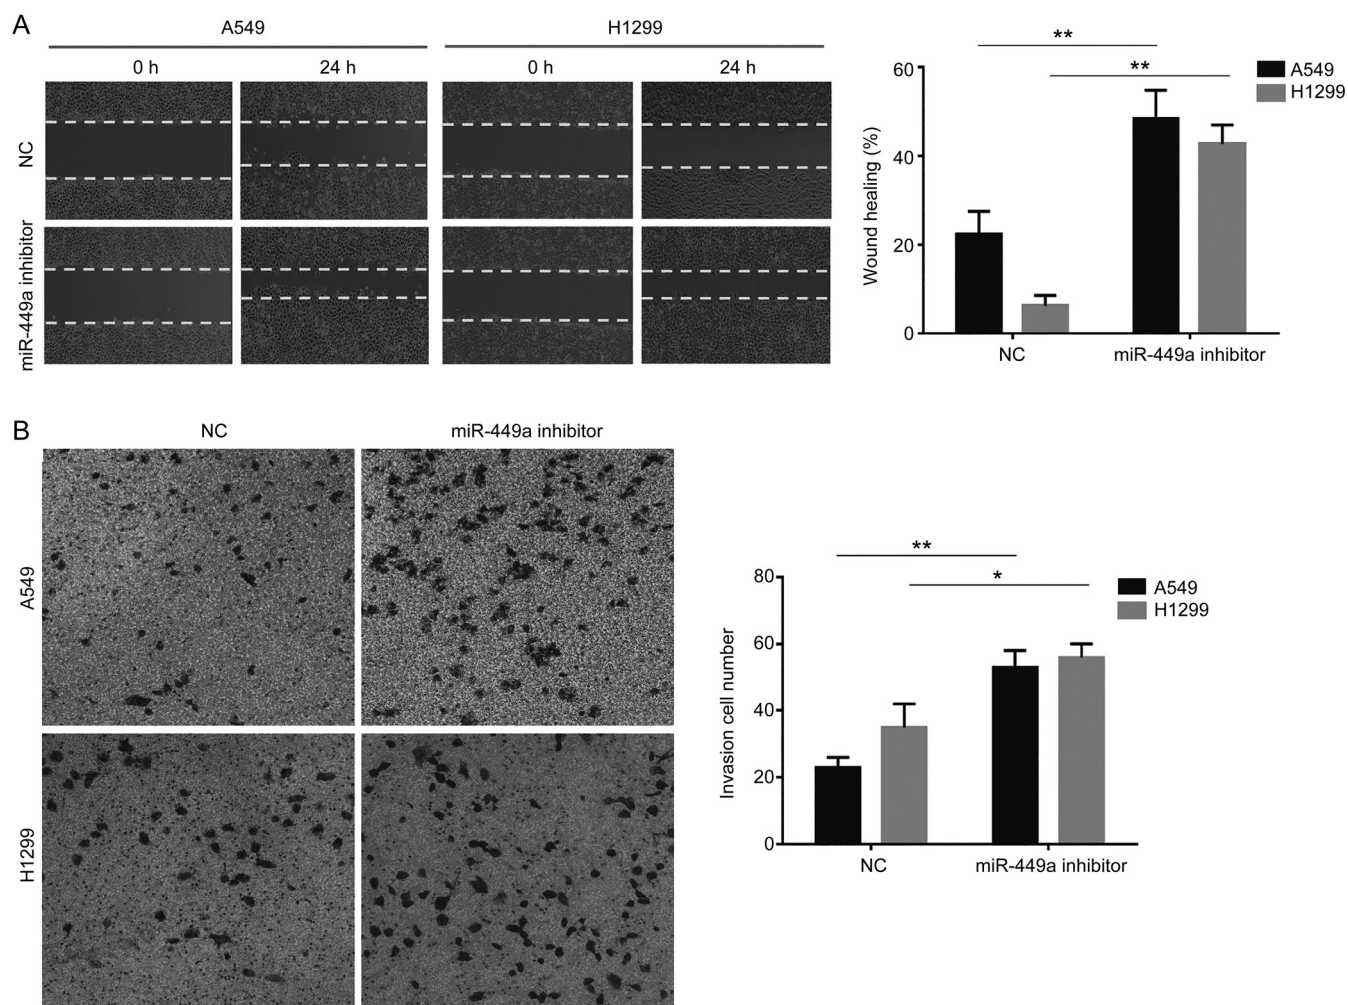 A
A549
H1299
0 h
24 h
0 h
24 h
NC
miR-449a inhibitor
**
**
A549
H1299
Wound healing (%)
60
40
20
0
NC
miR-449a inhibitor
B
NC
miR-449a inhibitor
A549
H1299
**
*
A549
H1299
Invasion cell number
80
60
40
20
0
NC
miR-449a inhibitor